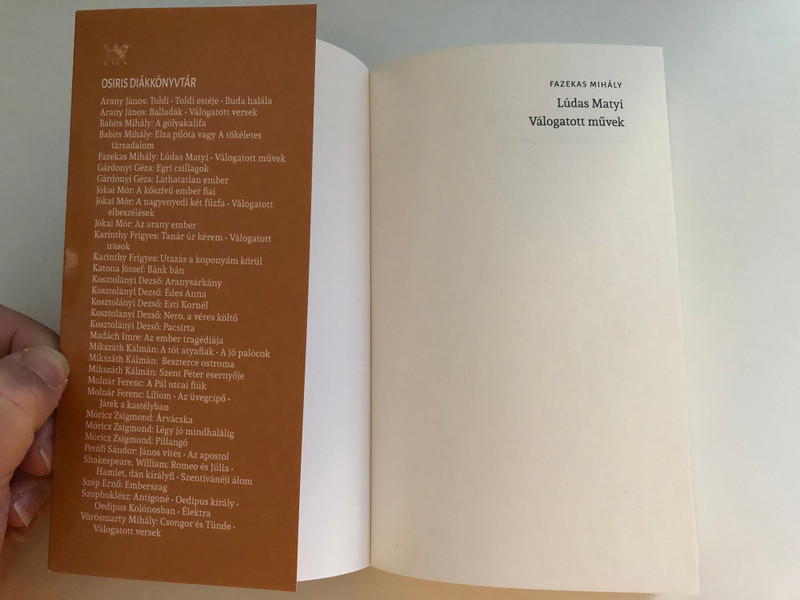 OSIRIS DIÁKKÖNYVTÁR
Arany János: Toldi • Toldi estéje • Buda halála
Arany János: Balladák • Válogatott versek
Babits Mihály: A gólyakalifa
Babits Mihály: Elza pilóta vagy A tökéletes
társadalom
Fazekas Mihály: Lúdas Matyi • Válogatott művek
Gárdonyi Géza: Egri csillagok
Gárdonyi Géza: Láthatatlan ember
Jókai Mór: A kőszívű ember fiai
Jókai Mór: A nagyenyedi két fűzfa • Válogatott
elbeszélések
Jókai Mór: Az arany ember
Karinthy Frigyes: Tanár úr kérem • Válogatott
írások
Karinthy Frigyes: Utazás a koponyám körül
Katona József: Bánk bán
Kosztolányi Dezső: Aranysárkány
Kosztolányi Dezső: Édes Anna
Kosztolányi Dezső: Esti Kornél
Kosztolányi Dezső: Nero, a véres költő
Kosztolányi Dezső: Pacsirta
Madách Imre: Az ember tragédiája
Mikszáth Kálmán: A tót atyafiak • A jó palócok
Mikszáth Kálmán: Beszterce ostroma
Mikszáth Kálmán: Szent Péter esernyője
Molnár Ferenc: A Pál utcai fiúk
Molnár Ferenc: Liliom • Az üvegcipő •
Játék a kastélyban
Móricz Zsigmond: Árvácska
Móricz Zsigmond: Légy jó mindhalálig
Móricz Zsigmond: Pillangó
Petőfi Sándor: János vitéz • Az apostol
Shakespeare, William: Romeo és Júlia •
Hamlet, dán királyfi • Szentivánéji álom
Szép Ernő: Emberszag
Szophoklész: Antigoné • Oedipus király •
Oedipus Kolónosban • Élektra
Vörösmarty Mihály: Csongor és Tünde •
Válogatott versek
FAZEKAS MIHÁLY
Lúdas Matyi
Válogatott művek